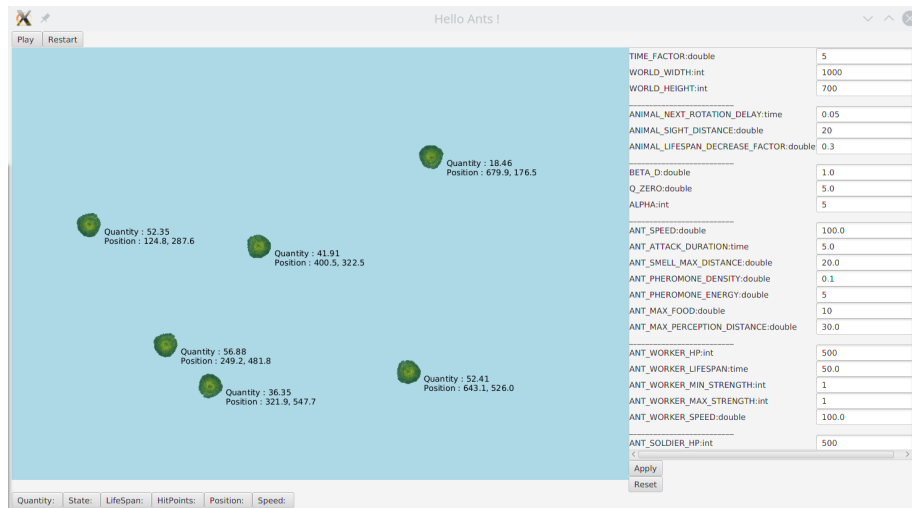 Hello Ants !
Play Restart
Quantity : 18.46
Position : 679.9, 176.5
Quantity : 52.35
Position : 124.8, 287.6
Quantity : 41.91
Position : 400.5, 322.5
Quantity : 56.88
Position : 249.2, 481.8
Quantity : 36.35
Position : 321.9, 547.7
Quantity : 52.41
Position : 643.1, 526.0
TIME_FACTOR:double 5
WORLD_WIDTH:int 1000
WORLD_HEIGHT:int 700
ANIMAL_NEXT_ROTATION_DELAY:time 0.05
ANIMAL_SIGHT_DISTANCE:double 20
ANIMAL_LIFESPAN_DECREASE_FACTOR:double 0.3
BETA_D:double 1.0
Q_ZERO:double 5.0
ALPHA:int 5
ANT_SPEED:double 100.0
ANT_ATTACK_DURATION:time 5.0
ANT_SMELL_MAX_DISTANCE:double 20.0
ANT_PHEROMONE_DENSITY:double 0.1
ANT_PHEROMONE_ENERGY:double 5
ANT_MAX_FOOD:double 10
ANT_MAX_PERCEPTION_DISTANCE:double 30.0
ANT_WORKER_HP:int 500
ANT_WORKER_LIFESPAN:time 50.0
ANT_WORKER_MIN_STRENGTH:int 1
ANT_WORKER_MAX_STRENGTH:int 1
ANT_WORKER_SPEED:double 100.0
ANT_SOLDIER_HP:int 500
Apply
Reset
Quantity: State: LifeSpan: HitPoints: Position: Speed: